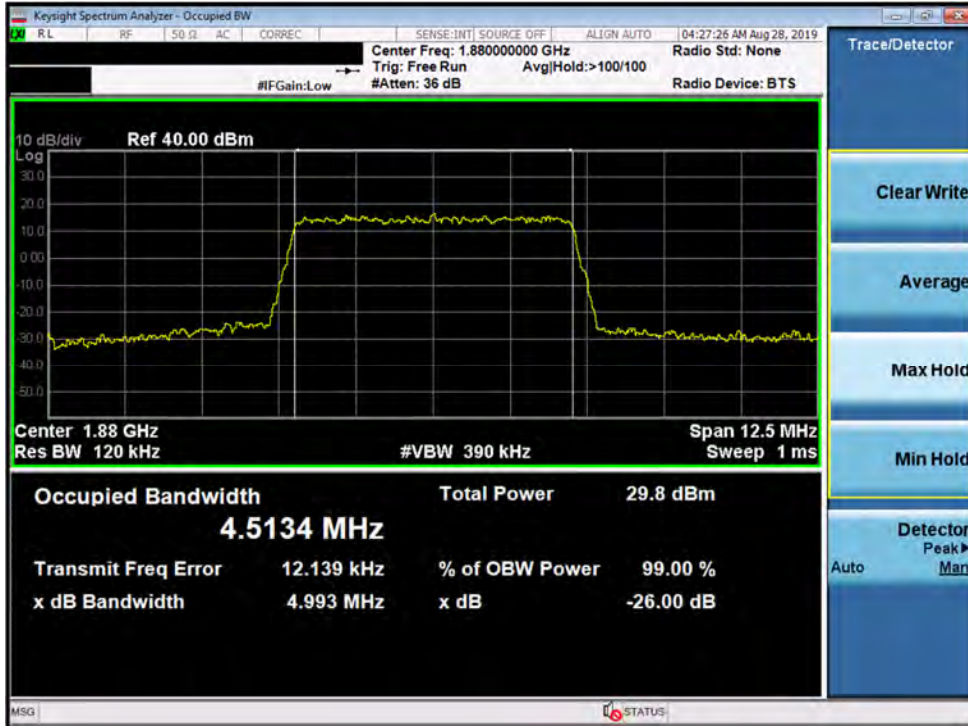 Keysight Spectrum Analyzer - Occupied BW
LXI RL RF 50 Ω AC CORREC SENSE:INT SOURCE OFF ALIGN AUTO 04:27:26 AM Aug 28, 2019
Center Freq: 1.880000000 GHz Radio Std: None
Trig: Free Run Avg|Hold:>100/100
#IFGain:Low #Atten: 36 dB Radio Device: BTS
10 dB/div Ref 40.00 dBm
Log
30.0
20.0
10.0
0.00
-10.0
-20.0
-30.0
-40.0
-50.0
Center 1.88 GHz Span 12.5 MHz
Res BW 120 kHz #VBW 390 kHz Sweep 1 ms
Occupied Bandwidth Total Power 29.8 dBm
4.5134 MHz
Transmit Freq Error 12.139 kHz % of OBW Power 99.00 %
x dB Bandwidth 4.993 MHz x dB -26.00 dB
MSG STATUS
Trace/Detector
Clear Write
Average
Max Hold
Min Hold
Detector
Peak▶
Auto Man